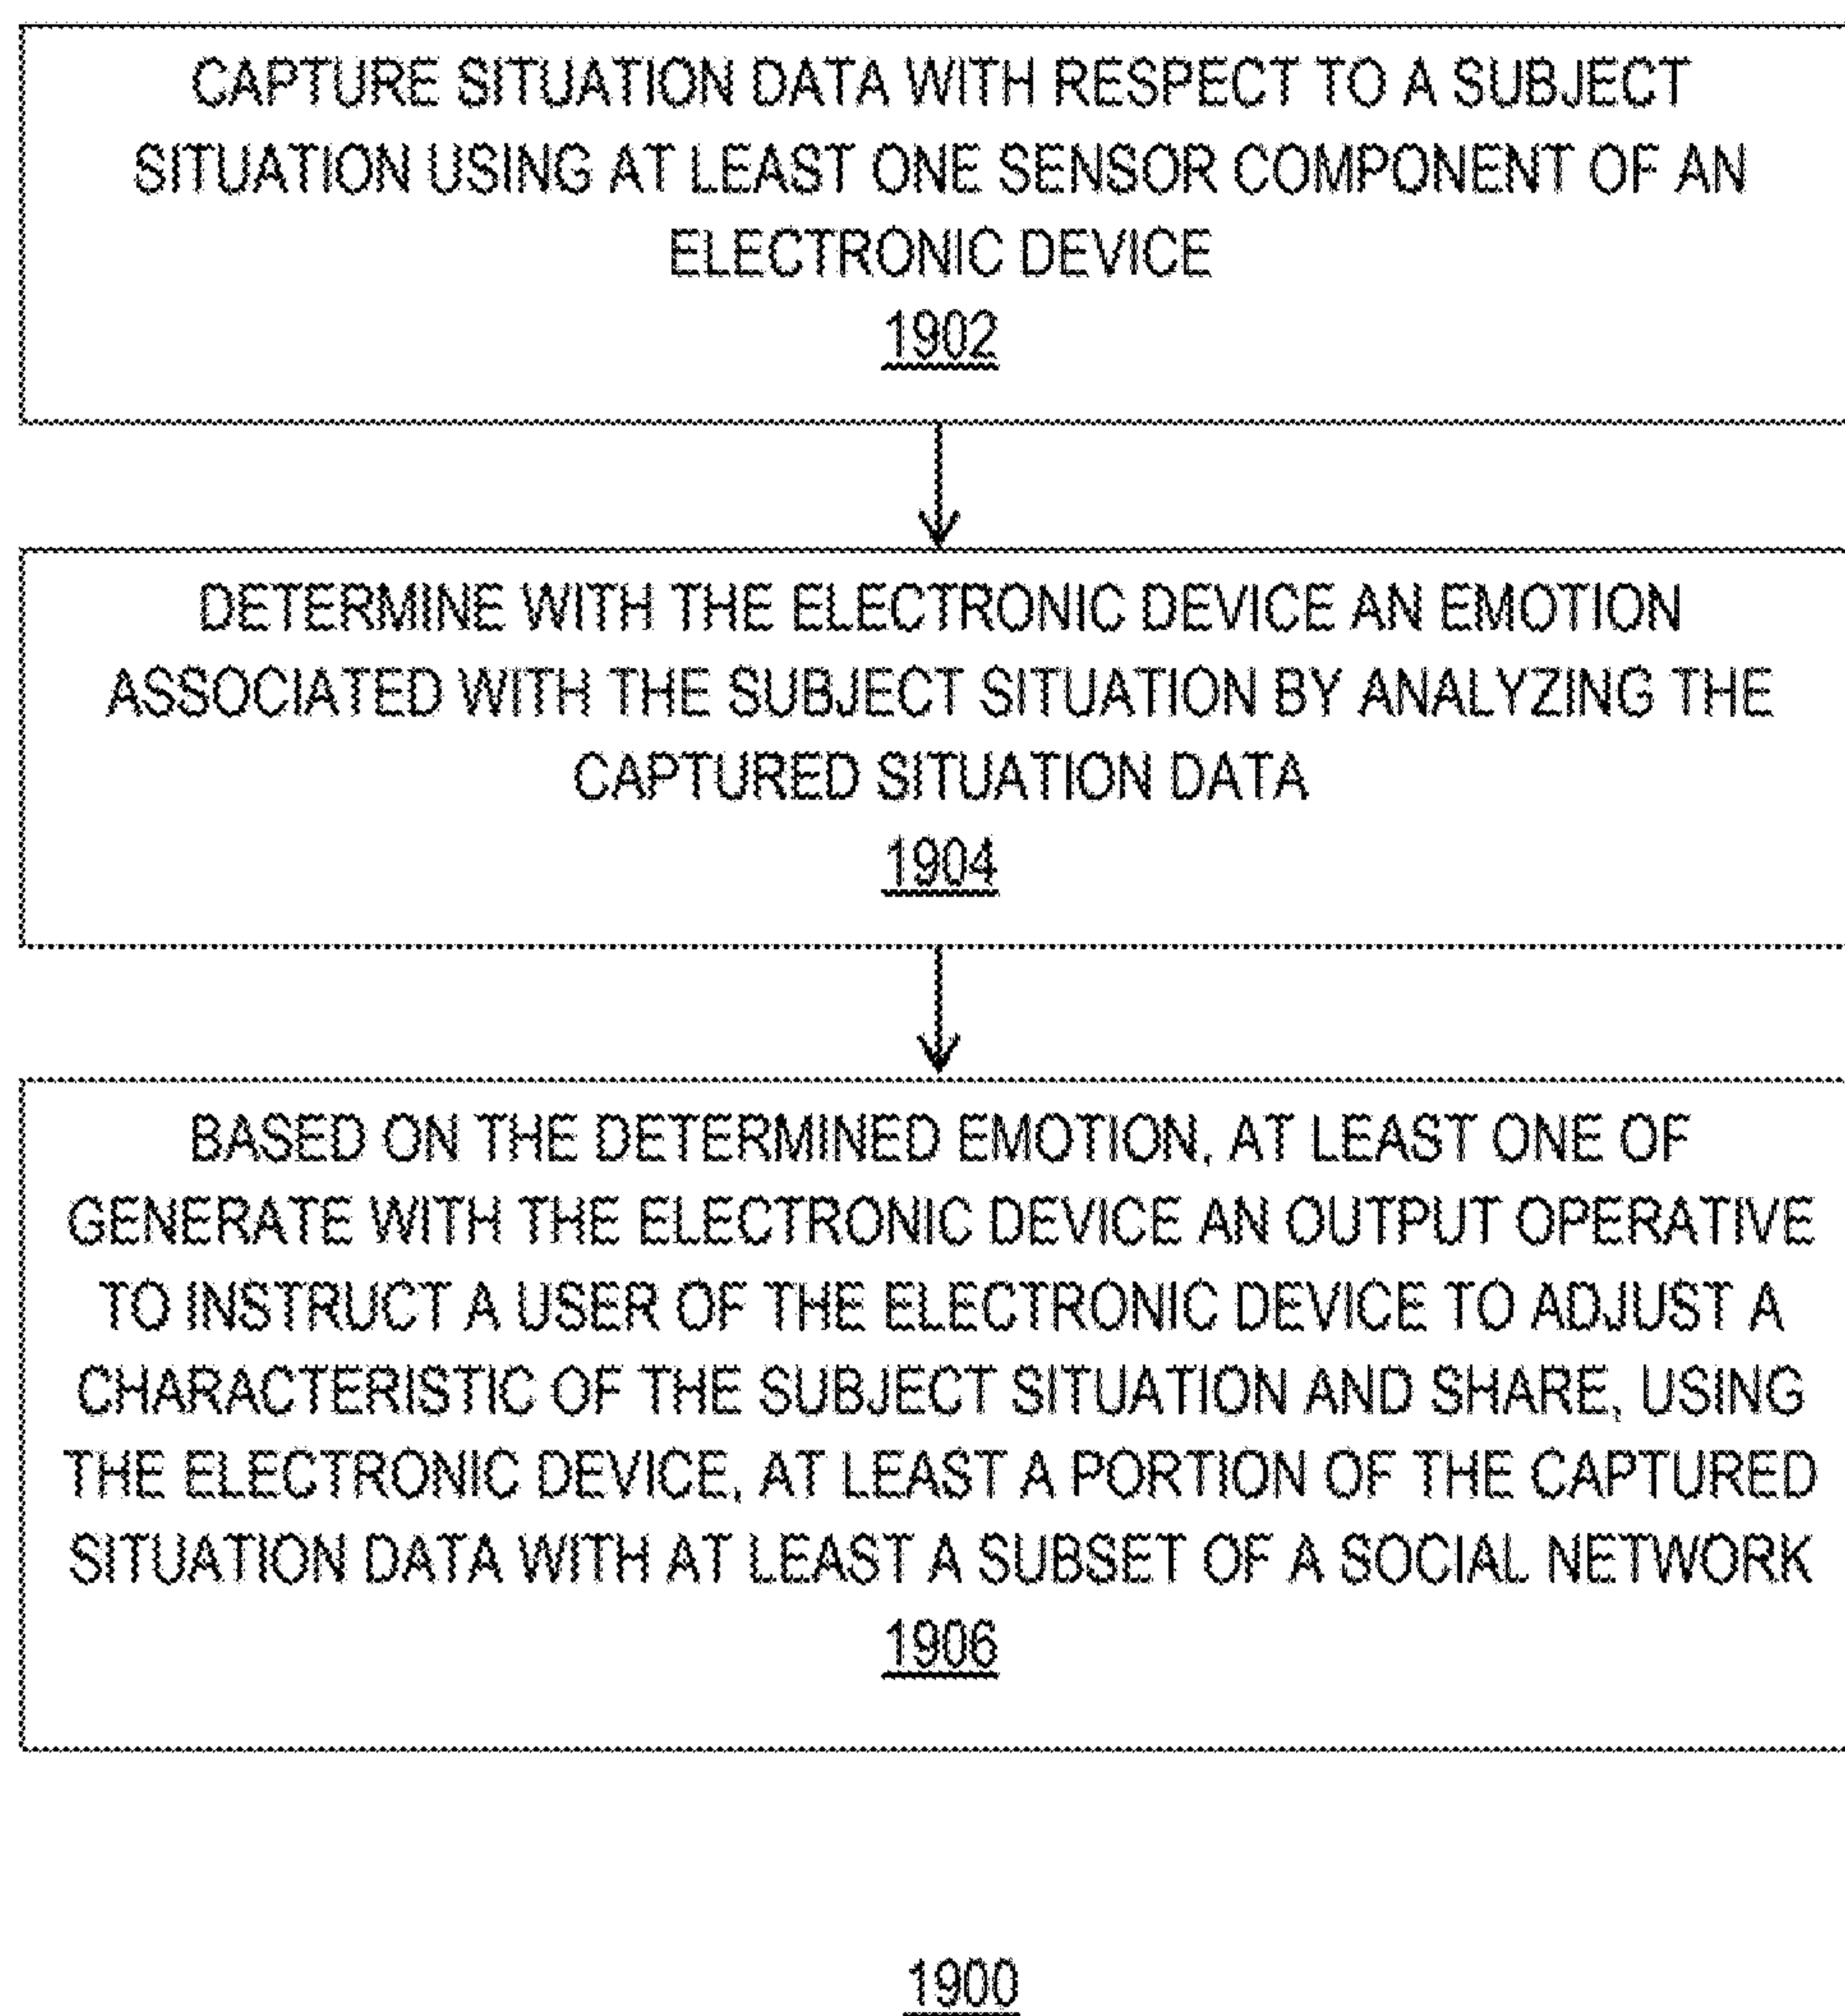 CAPTURE SITUATION DATA WITH RESPECT TO A SUBJECT
SITUATION USING AT LEAST ONE SENSOR COMPONENT OF AN
ELECTRONIC DEVICE
1902
DETERMINE WITH THE ELECTRONIC DEVICE AN EMOTION
ASSOCIATED WITH THE SUBJECT SITUATION BY ANALYZING THE
CAPTURED SITUATION DATA
1904
BASED ON THE DETERMINED EMOTION, AT LEAST ONE OF
GENERATE WITH THE ELECTRONIC DEVICE AN OUTPUT OPERATIVE
TO INSTRUCT A USER OF THE ELECTRONIC DEVICE TO ADJUST A
CHARACTERISTIC OF THE SUBJECT SITUATION AND SHARE, USING
THE ELECTRONIC DEVICE, AT LEAST A PORTION OF THE CAPTURED
SITUATION DATA WITH AT LEAST A SUBSET OF A SOCIAL NETWORK
1906
1900